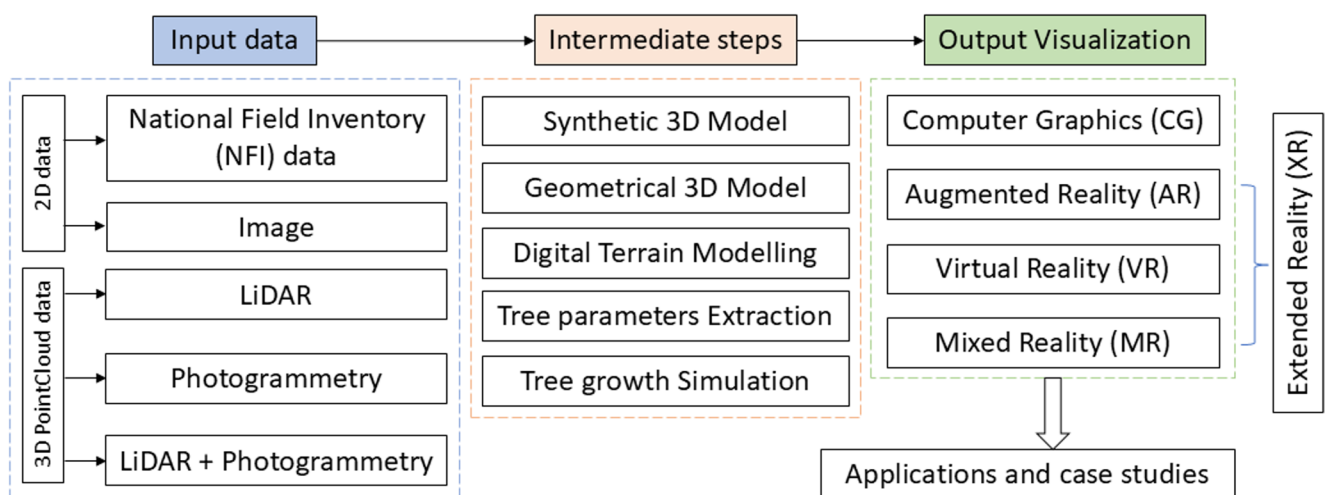 Input data
Intermediate steps
Output Visualization
2D data
National Field Inventory
(NFI) data
Image
3D PointCloud data
LiDAR
Photogrammetry
LiDAR + Photogrammetry
Synthetic 3D Model
Geometrical 3D Model
Digital Terrain Modelling
Tree parameters Extraction
Tree growth Simulation
Computer Graphics (CG)
Augmented Reality (AR)
Virtual Reality (VR)
Mixed Reality (MR)
Extended Reality (XR)
Applications and case studies